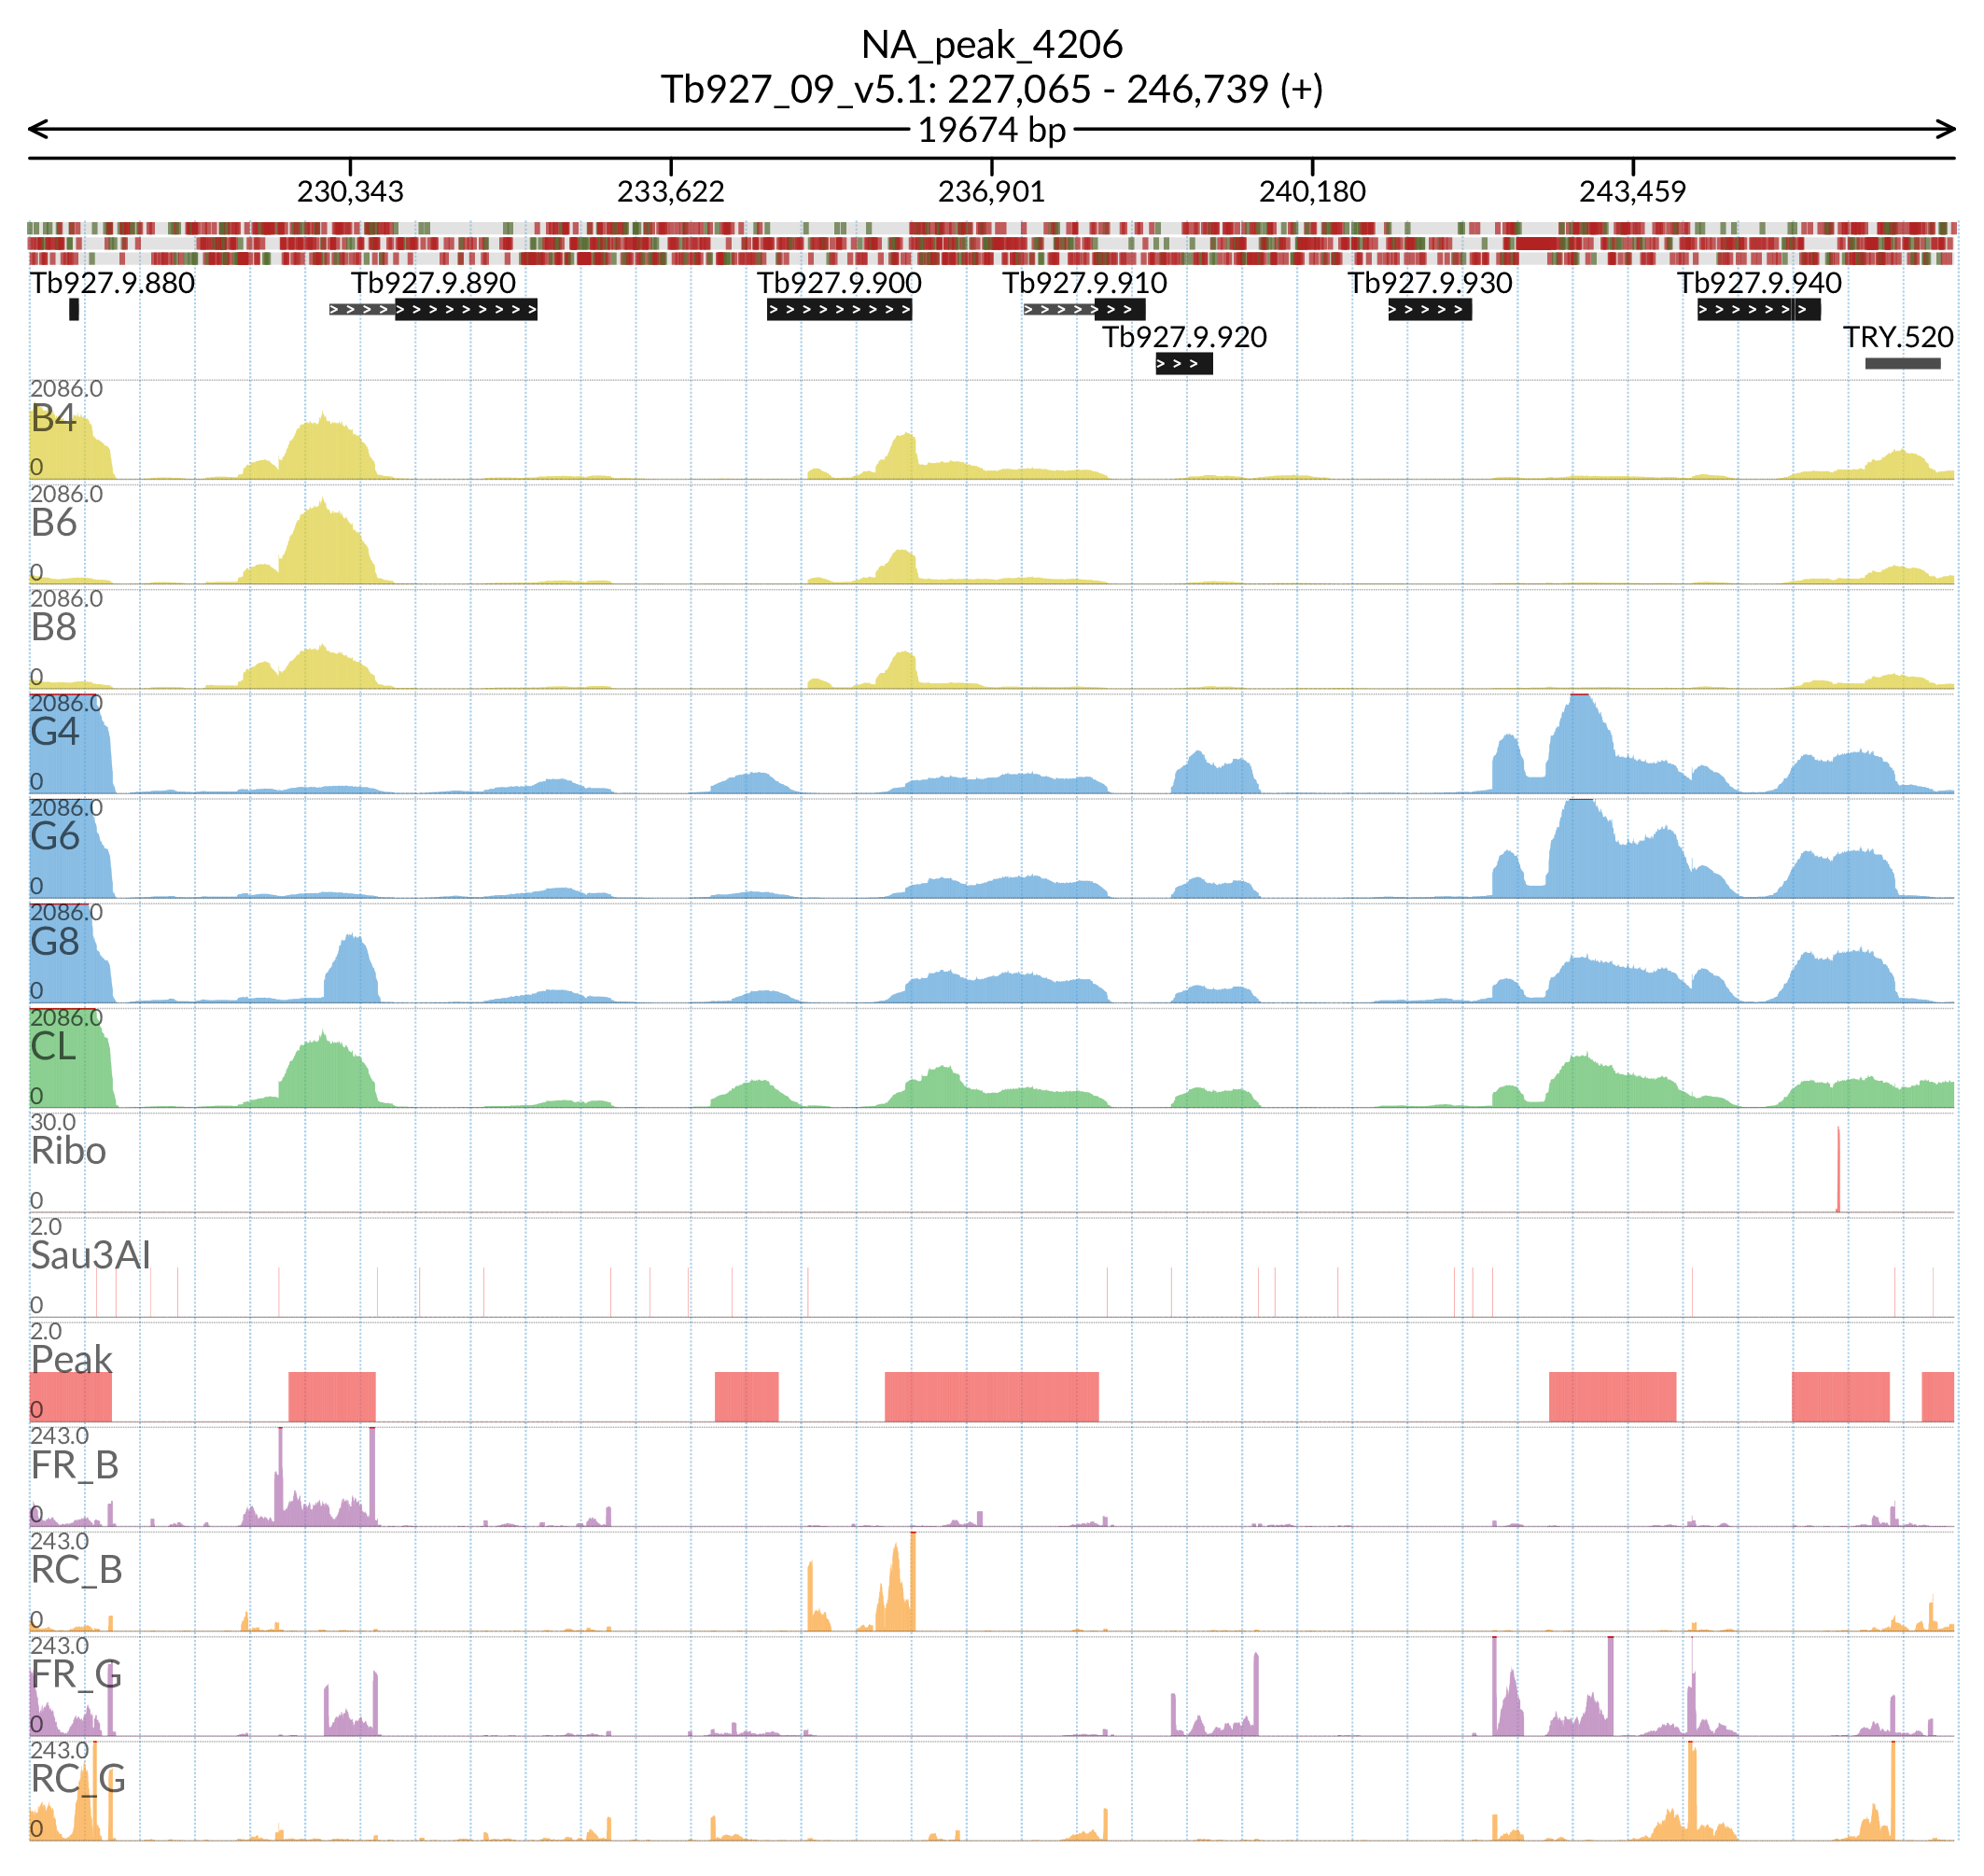 NA_peak_4206
Tb927_09_v5.1: 227,065 - 246,739 (+)
19674 bp
230,343 233,622 236,901 240,180 243,459
Tb927.9.880 Tb927.9.890 Tb927.9.900 Tb927.9.910 Tb927.9.930 Tb927.9.940
Tb927.9.920 TRY.520
2086.0
B4
0
2086.0
B6
0
2086.0
B8
0
2086.0
G4
0
2086.0
G6
0
2086.0
G8
0
2086.0
CL
0
30.0
Ribo
0
2.0
Sau3AI
0
2.0
Peak
0
243.0
FR_B
0
243.0
RC_B
0
243.0
FR_G
0
243.0
RC_G
0